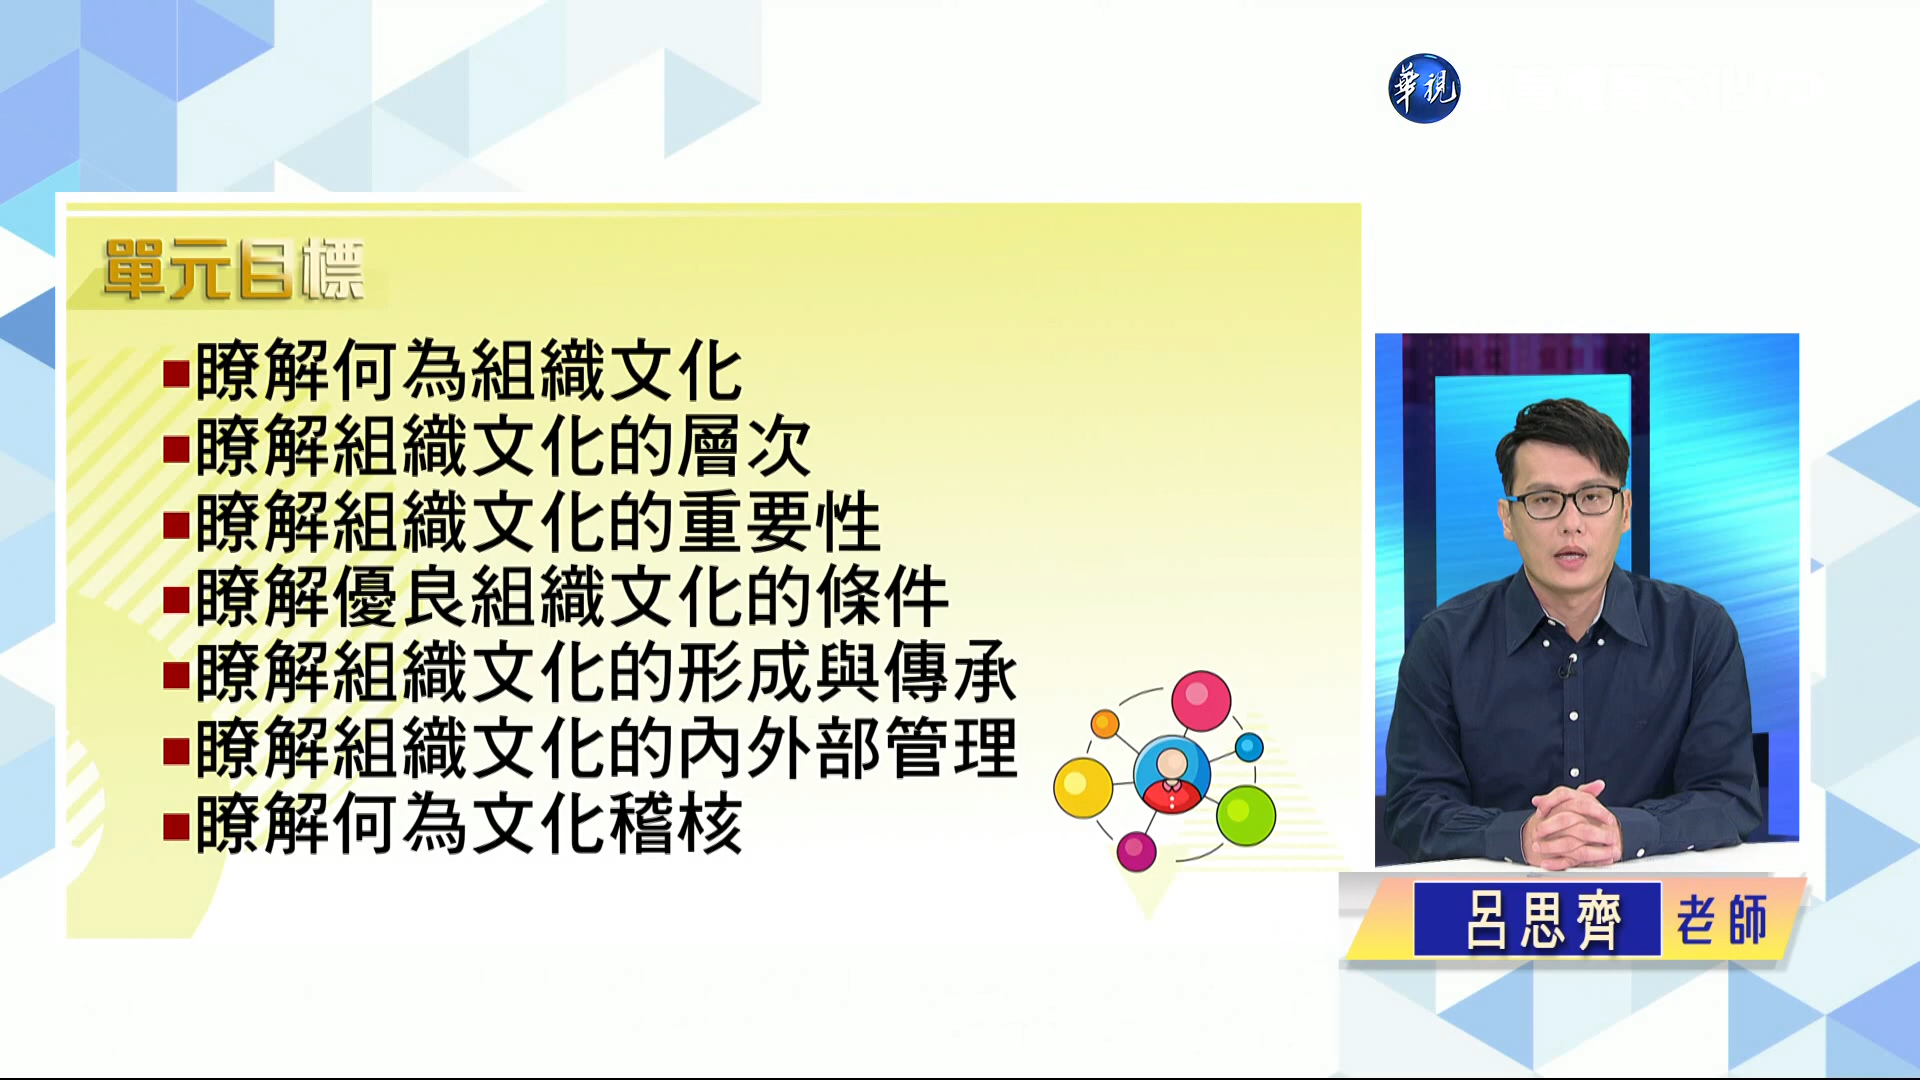 華視
單元目標
■瞭解何為組織文化
■瞭解組織文化的層次
■瞭解組織文化的重要性
■瞭解優良組織文化的條件
■瞭解組織文化的形成與傳承
■瞭解組織文化的內外部管理
■瞭解何為文化稽核
呂思齊 老師